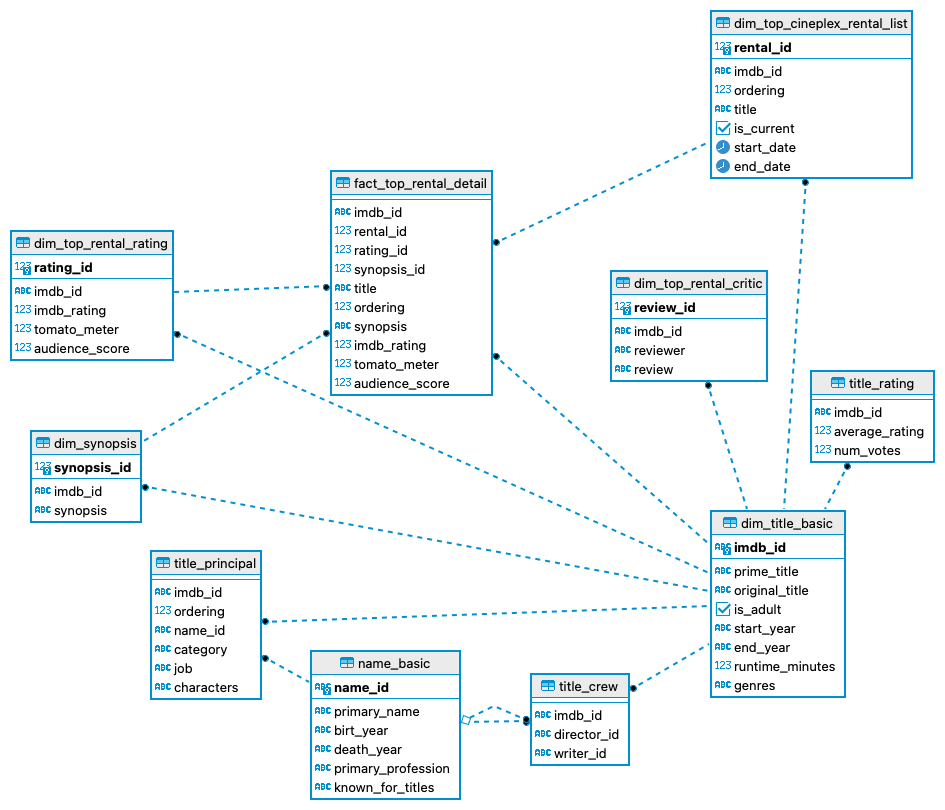 dim_top_cineplex_rental_list
123 rental_id
ABC imdb_id
123 ordering
ABC title
is_current
start_date
end_date
fact_top_rental_detail
ABC imdb_id
123 rental_id
123 rating_id
123 synopsis_id
ABC title
123 ordering
ABC synopsis
123 imdb_rating
123 tomato_meter
123 audience_score
dim_top_rental_rating
123 rating_id
ABC imdb_id
123 imdb_rating
123 tomato_meter
123 audience_score
dim_top_rental_critic
123 review_id
ABC imdb_id
ABC reviewer
ABC review
title_rating
ABC imdb_id
123 average_rating
123 num_votes
dim_synopsis
123 synopsis_id
ABC imdb_id
ABC synopsis
dim_title_basic
ABC imdb_id
ABC prime_title
ABC original_title
is_adult
ABC start_year
ABC end_year
123 runtime_minutes
ABC genres
title_principal
ABC imdb_id
123 ordering
ABC name_id
ABC category
ABC job
ABC characters
name_basic
ABC name_id
ABC primary_name
ABC birt_year
ABC death_year
ABC primary_profession
ABC known_for_titles
title_crew
ABC imdb_id
ABC director_id
ABC writer_id